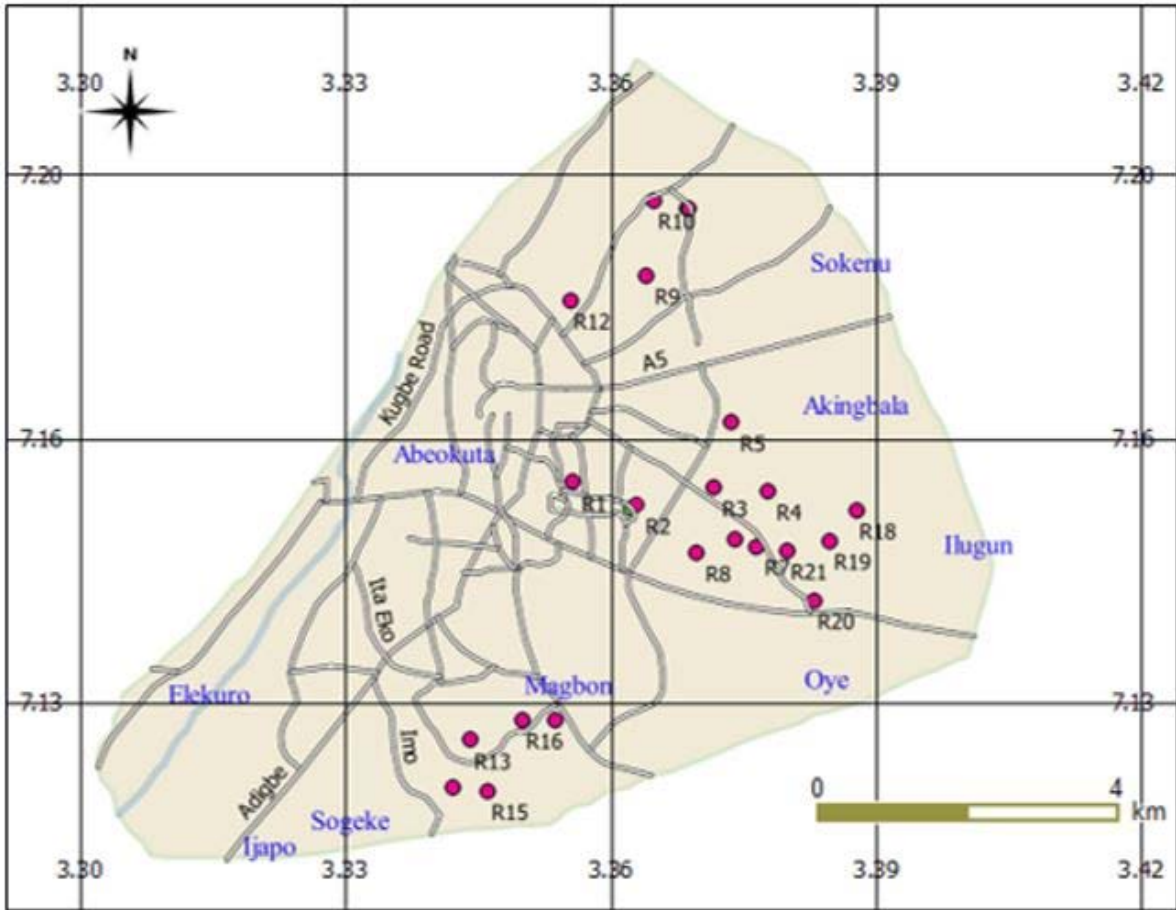 N
3.30 3.33 3.36 3.39 3.42
7.20 7.20
R10
Sokenu
R9
R12
Kugbe Road
A5
Akingbala
R5
7.16 7.16
Abeokuta
R1
R2
R3
R4
R18
Ilugun
R8
R7
R21
R19
R20
Ita Eko
Elekuro
Magbon
Oye
7.13 7.13
R16
R13
Imo
R15
Adigbe
Sogeke
Ijapo
0 4
km
3.30 3.33 3.36 3.39 3.42